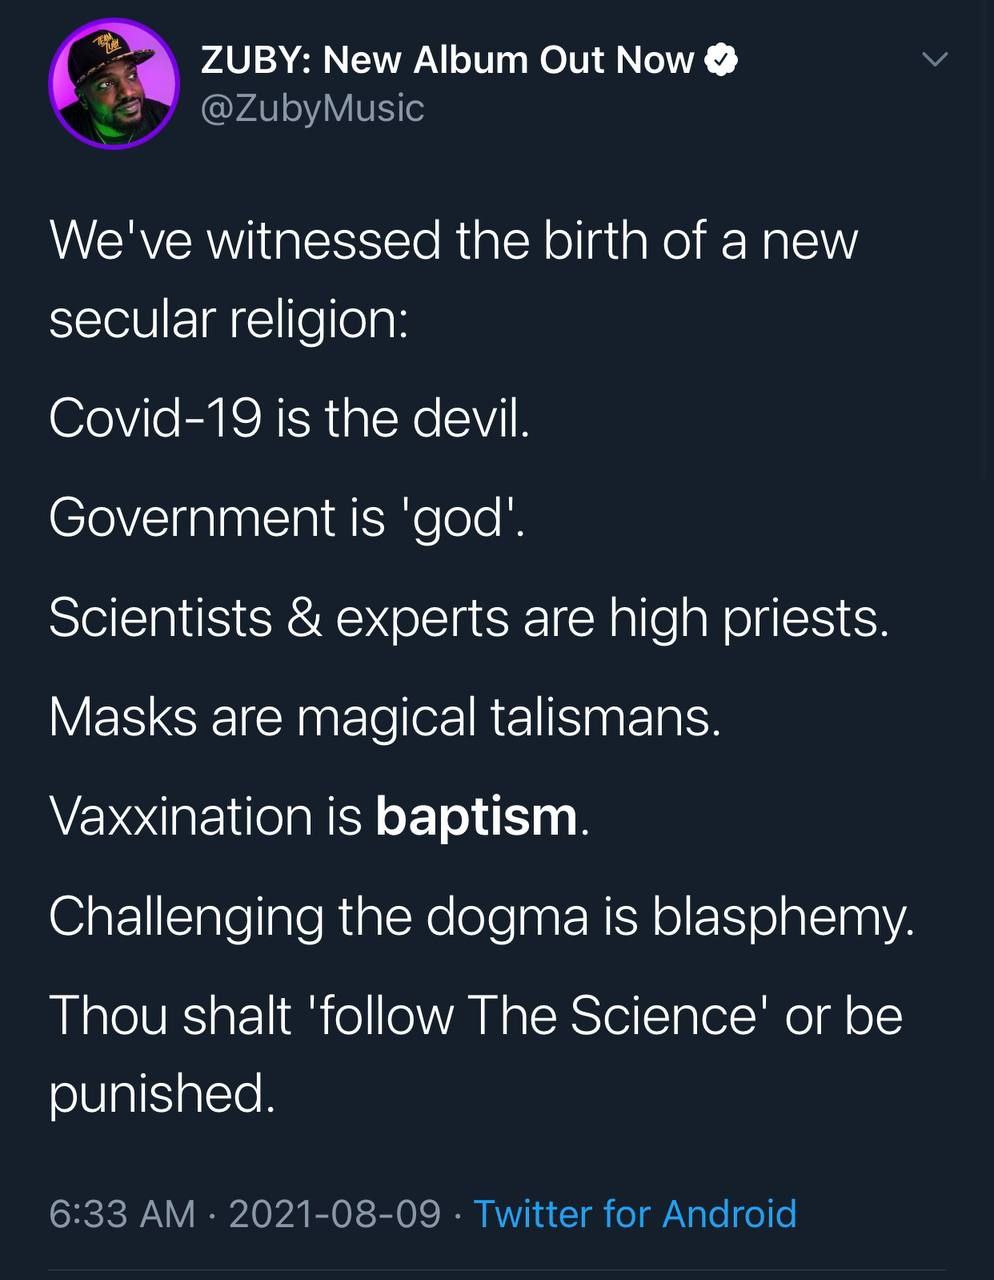 ZUBY: New Album Out Now
@ZubyMusic
We've witnessed the birth of a new
secular religion:
Covid-19 is the devil.
Government is 'god'.
Scientists & experts are high priests.
Masks are magical talismans.
Vaxxination is baptism.
Challenging the dogma is blasphemy.
Thou shalt 'follow The Science' or be
punished.
6:33 AM · 2021-08-09 · Twitter for Android
TEAM
ZUBY